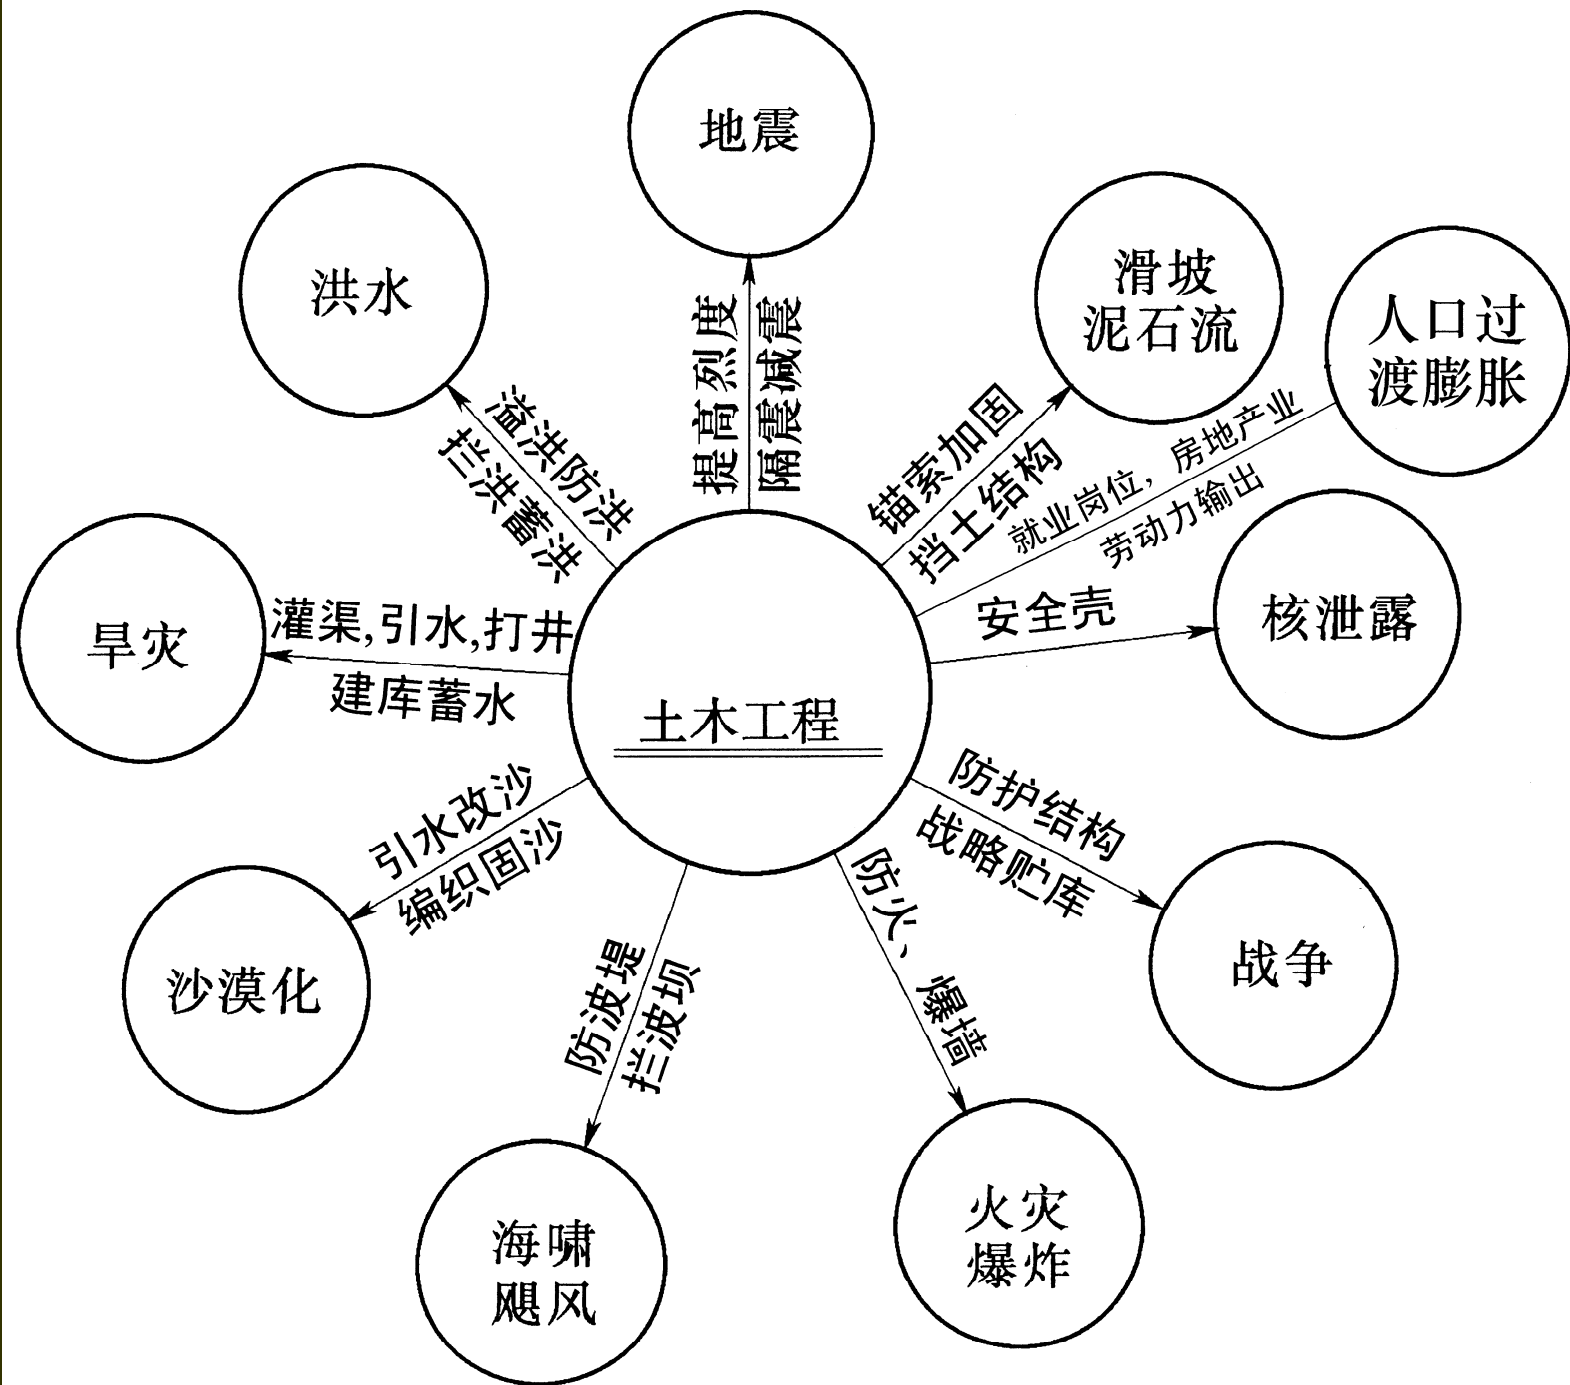 地震
洪水
滑坡
泥石流
人口过
渡膨胀
提高烈度
隔震减震
溢洪防洪
拦洪蓄洪
锚索加固
挡土结构
就业岗位，房地产业
劳动力输出
旱灾
灌渠,引水,打井
建库蓄水
安全壳
核泄露
土木工程
引水改沙
编织固沙
防护结构
战略贮库
防火、爆墙
沙漠化
防波堤
拦波坝
战争
海啸
飓风
火灾
爆炸